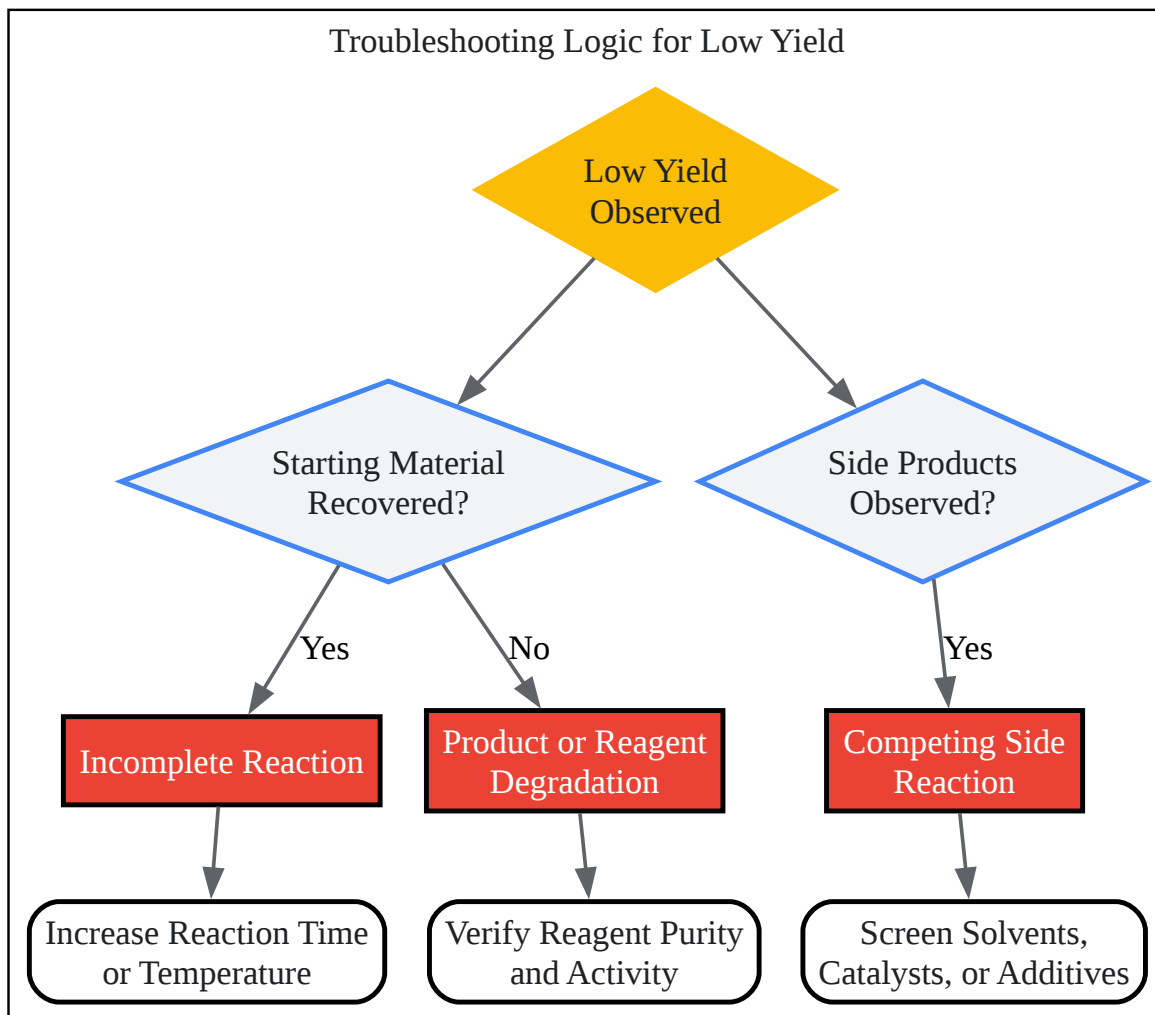 Troubleshooting Logic for Low Yield
Low Yield
Observed
Starting Material
Recovered?
Side Products
Observed?
Yes
No
Yes
Incomplete Reaction
Product or Reagent
Degradation
Competing Side
Reaction
Increase Reaction Time
or Temperature
Verify Reagent Purity
and Activity
Screen Solvents,
Catalysts, or Additives